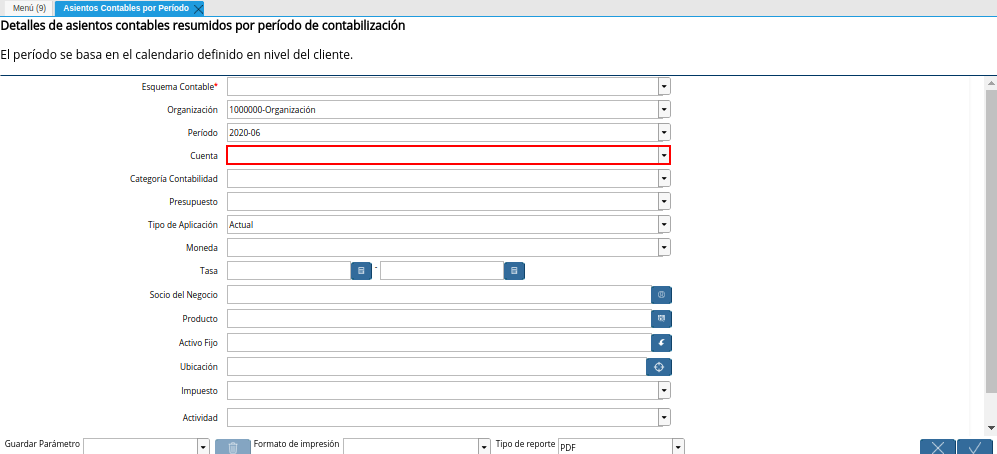 Menú (9) Asientos Contables por Período
Detalles de asientos contables resumidos por período de contabilización
El período se basa en el calendario definido en nivel del cliente.
Esquema Contable*
Organización 1000000-Organización
Período 2020-06
Cuenta
Categoría Contabilidad
Presupuesto
Tipo de Aplicación Actual
Moneda
Tasa -
Socio del Negocio
Producto
Activo Fijo
Ubicación
Impuesto
Actividad
Guardar Parámetro Formato de impresión Tipo de reporte PDF